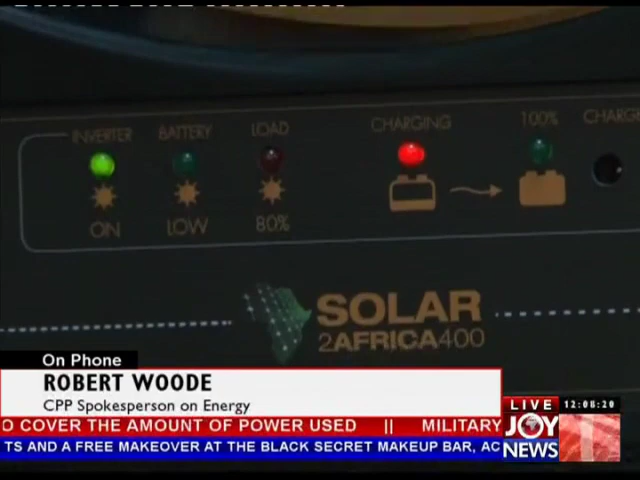 INVERTER BATTERY LOAD CHARGING 100% CHARGE
ON LOW 80%
SOLAR
2AFRICA400
On Phone
ROBERT WOODE
CPP Spokesperson on Energy
LIVE 12:08:20
O COVER THE AMOUNT OF POWER USED || MILITARY
JOY
NEWS
TS AND A FREE MAKEOVER AT THE BLACK SECRET MAKEUP BAR, AC